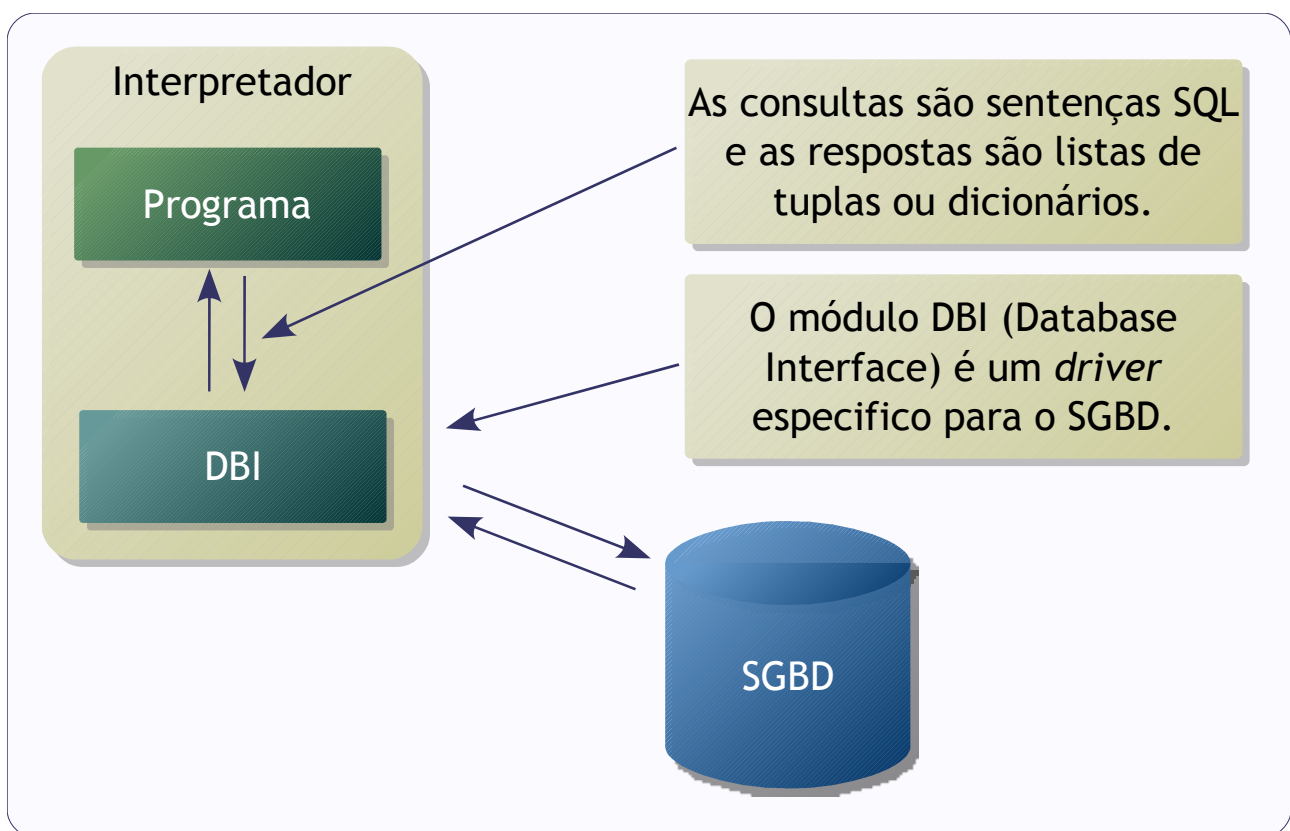 Interpretador
Programa
DBI
As consultas são sentenças SQL
e as respostas são listas de
tuplas ou dicionários.
O módulo DBI (Database
Interface) é um driver
especifico para o SGBD.
SGBD